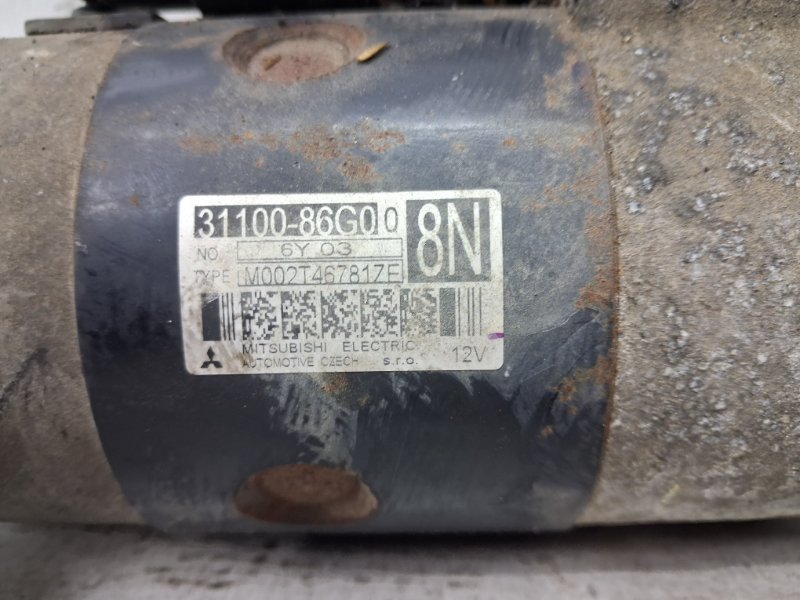 31100-86G00
8N
NO. 6Y 03
TYPE M002T46781ZE
MITSUBISHI ELECTRIC
AUTOMOTIVE CZECH s.r.o. 12V